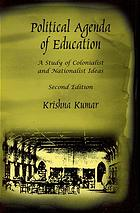 Political Agenda
of Education
A Study of Colonialist
and Nationalist Ideas
Second Edition
Krishna Kumar